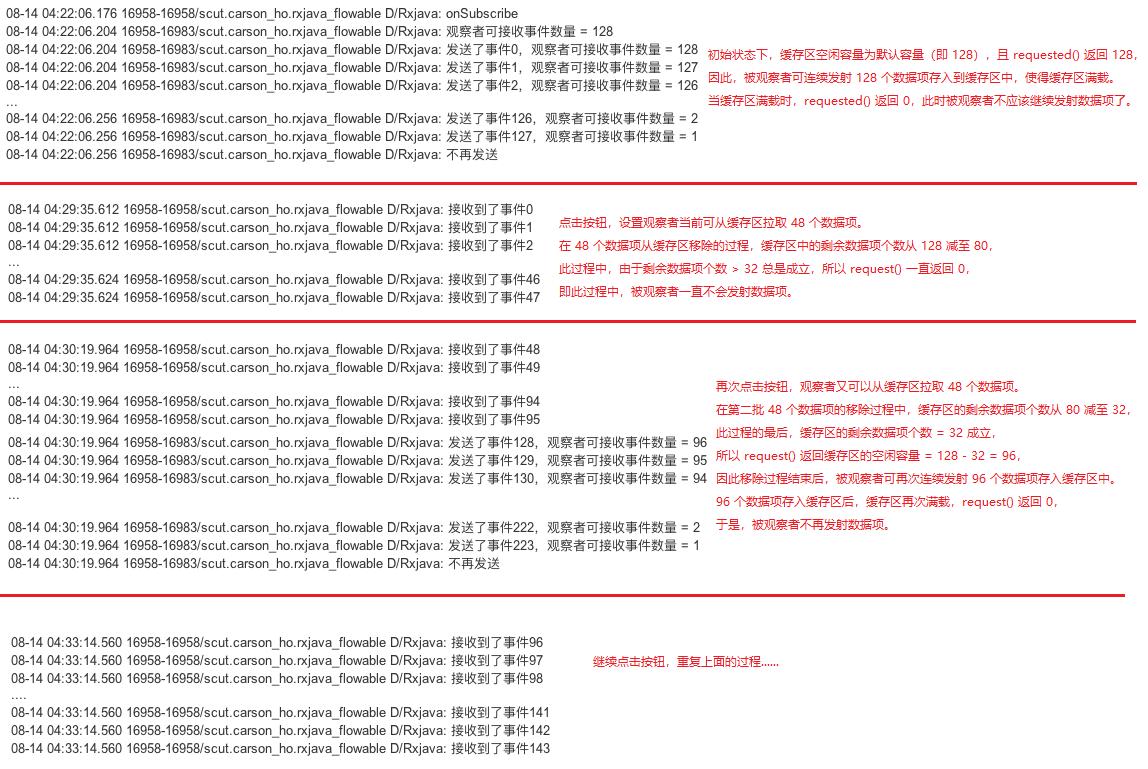 08-14 04:22:06.176 16958-16958/scut.carson_ho.rxjava_flowable D/Rxjava: onSubscribe
08-14 04:22:06.204 16958-16983/scut.carson_ho.rxjava_flowable D/Rxjava: 观察者可接收事件数量 = 128
08-14 04:22:06.204 16958-16983/scut.carson_ho.rxjava_flowable D/Rxjava: 发送了事件0，观察者可接收事件数量 = 128
08-14 04:22:06.204 16958-16983/scut.carson_ho.rxjava_flowable D/Rxjava: 发送了事件1，观察者可接收事件数量 = 127
08-14 04:22:06.204 16958-16983/scut.carson_ho.rxjava_flowable D/Rxjava: 发送了事件2，观察者可接收事件数量 = 126
...
08-14 04:22:06.256 16958-16983/scut.carson_ho.rxjava_flowable D/Rxjava: 发送了事件126，观察者可接收事件数量 = 2
08-14 04:22:06.256 16958-16983/scut.carson_ho.rxjava_flowable D/Rxjava: 发送了事件127，观察者可接收事件数量 = 1
08-14 04:22:06.256 16958-16983/scut.carson_ho.rxjava_flowable D/Rxjava: 不再发送
初始状态下，缓存区空闲容量为默认容量（即 128），且 requested() 返回 128，
因此，被观察者可连续发射 128 个数据项存入到缓存区中，使得缓存区满载。
当缓存区满载时，requested() 返回 0，此时被观察者不应该继续发射数据项了。
08-14 04:29:35.612 16958-16958/scut.carson_ho.rxjava_flowable D/Rxjava: 接收到了事件0
08-14 04:29:35.612 16958-16958/scut.carson_ho.rxjava_flowable D/Rxjava: 接收到了事件1
08-14 04:29:35.612 16958-16958/scut.carson_ho.rxjava_flowable D/Rxjava: 接收到了事件2
...
08-14 04:29:35.624 16958-16958/scut.carson_ho.rxjava_flowable D/Rxjava: 接收到了事件46
08-14 04:29:35.624 16958-16958/scut.carson_ho.rxjava_flowable D/Rxjava: 接收到了事件47
点击按钮，设置观察者当前可从缓存区拉取 48 个数据项。
在 48 个数据项从缓存区移除的过程，缓存区中的剩余数据项个数从 128 减至 80，
此过程中，由于剩余数据项个数 > 32 总是成立，所以 request() 一直返回 0，
即此过程中，被观察者一直不会发射数据项。
08-14 04:30:19.964 16958-16958/scut.carson_ho.rxjava_flowable D/Rxjava: 接收到了事件48
08-14 04:30:19.964 16958-16958/scut.carson_ho.rxjava_flowable D/Rxjava: 接收到了事件49
...
08-14 04:30:19.964 16958-16958/scut.carson_ho.rxjava_flowable D/Rxjava: 接收到了事件94
08-14 04:30:19.964 16958-16958/scut.carson_ho.rxjava_flowable D/Rxjava: 接收到了事件95
08-14 04:30:19.964 16958-16983/scut.carson_ho.rxjava_flowable D/Rxjava: 发送了事件128，观察者可接收事件数量 = 96
08-14 04:30:19.964 16958-16983/scut.carson_ho.rxjava_flowable D/Rxjava: 发送了事件129，观察者可接收事件数量 = 95
08-14 04:30:19.964 16958-16983/scut.carson_ho.rxjava_flowable D/Rxjava: 发送了事件130，观察者可接收事件数量 = 94
...
08-14 04:30:19.964 16958-16983/scut.carson_ho.rxjava_flowable D/Rxjava: 发送了事件222，观察者可接收事件数量 = 2
08-14 04:30:19.964 16958-16983/scut.carson_ho.rxjava_flowable D/Rxjava: 发送了事件223，观察者可接收事件数量 = 1
08-14 04:30:19.964 16958-16983/scut.carson_ho.rxjava_flowable D/Rxjava: 不再发送
再次点击按钮，观察者又可以从缓存区拉取 48 个数据项。
在第二批 48 个数据项的移除过程中，缓存区的剩余数据项个数从 80 减至 32，
此过程的最后，缓存区的剩余数据项个数 = 32 成立，
所以 request() 返回缓存区的空闲容量 = 128 - 32 = 96，
因此移除过程结束后，被观察者可再次连续发射 96 个数据项存入缓存区中。
96 个数据项存入缓存区后，缓存区再次满载，request() 返回 0，
于是，被观察者不再发射数据项。
08-14 04:33:14.560 16958-16958/scut.carson_ho.rxjava_flowable D/Rxjava: 接收到了事件96
08-14 04:33:14.560 16958-16958/scut.carson_ho.rxjava_flowable D/Rxjava: 接收到了事件97
08-14 04:33:14.560 16958-16958/scut.carson_ho.rxjava_flowable D/Rxjava: 接收到了事件98
....
08-14 04:33:14.560 16958-16958/scut.carson_ho.rxjava_flowable D/Rxjava: 接收到了事件141
08-14 04:33:14.560 16958-16958/scut.carson_ho.rxjava_flowable D/Rxjava: 接收到了事件142
08-14 04:33:14.560 16958-16958/scut.carson_ho.rxjava_flowable D/Rxjava: 接收到了事件143
继续点击按钮，重复上面的过程......